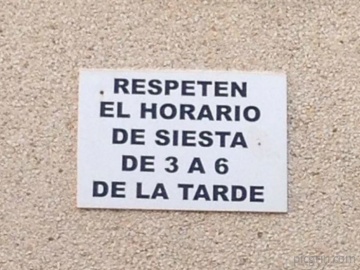 RESPETEN
EL HORARIO
DE SIESTA
DE 3 A 6
DE LA TARDE